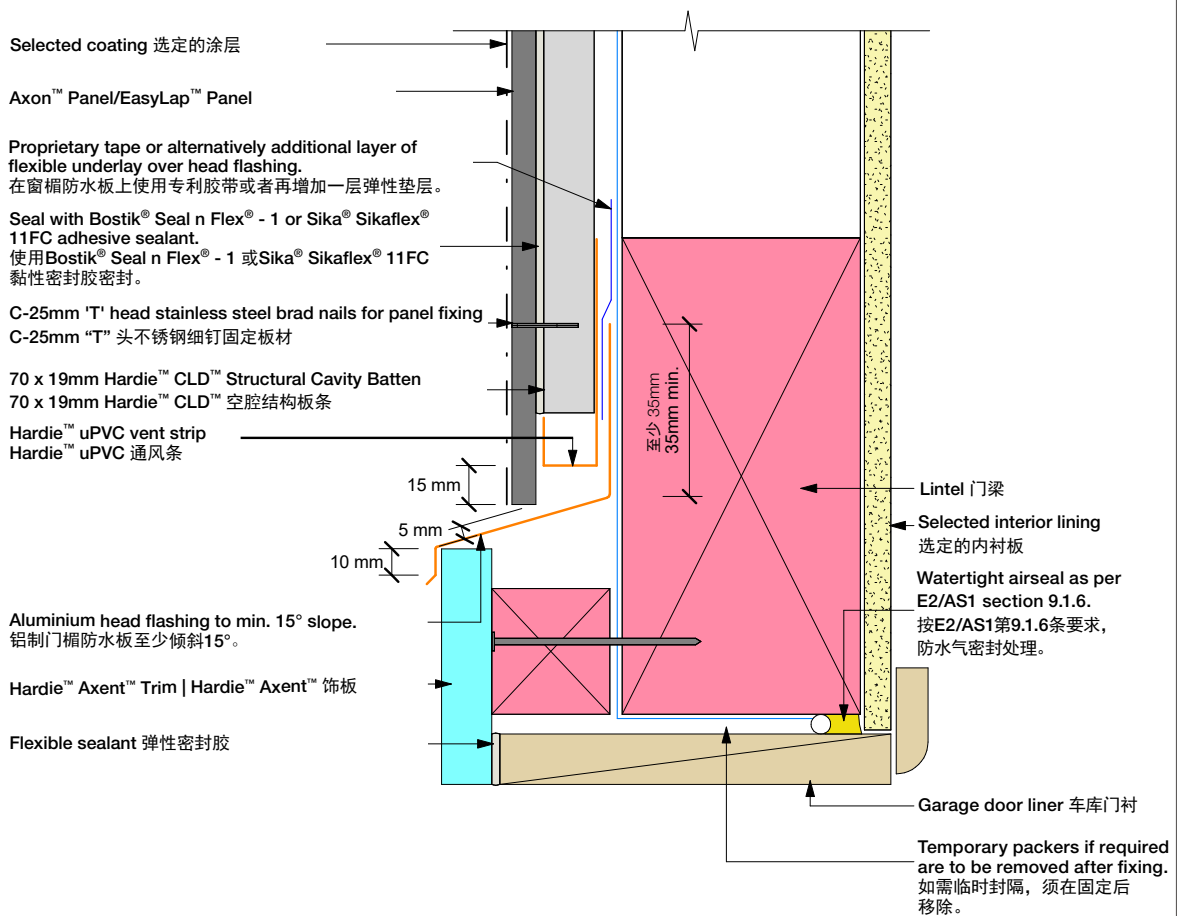 Selected coating 选定的涂层
Axon™ Panel/EasyLap™ Panel
Proprietary tape or alternatively additional layer of
flexible underlay over head flashing.
在窗楣防水板上使用专利胶带或者再增加一层弹性垫层。
Seal with Bostik® Seal n Flex® - 1 or Sika® Sikaflex®
11FC adhesive sealant.
使用Bostik® Seal n Flex® - 1 或Sika® Sikaflex® 11FC
黏性密封胶密封。
C-25mm 'T' head stainless steel brad nails for panel fixing
C-25mm “T” 头不锈钢细钉固定板材
70 x 19mm Hardie™ CLD™ Structural Cavity Batten
70 x 19mm Hardie™ CLD™ 空腔结构板条
Hardie™ uPVC vent strip
Hardie™ uPVC 通风条
15 mm
5 mm
10 mm
Aluminium head flashing to min. 15° slope.
铝制门楣防水板至少倾斜15°。
Hardie™ Axent™ Trim | Hardie™ Axent™ 饰板
Flexible sealant 弹性密封胶
至少 35mm
35mm min.
Lintel 门梁
Selected interior lining
选定的内衬板
Watertight airseal as per
E2/AS1 section 9.1.6.
按E2/AS1第9.1.6条要求，
防水气密封处理。
Garage door liner 车库门衬
Temporary packers if required
are to be removed after fixing.
如需临时封隔，须在固定后
移除。